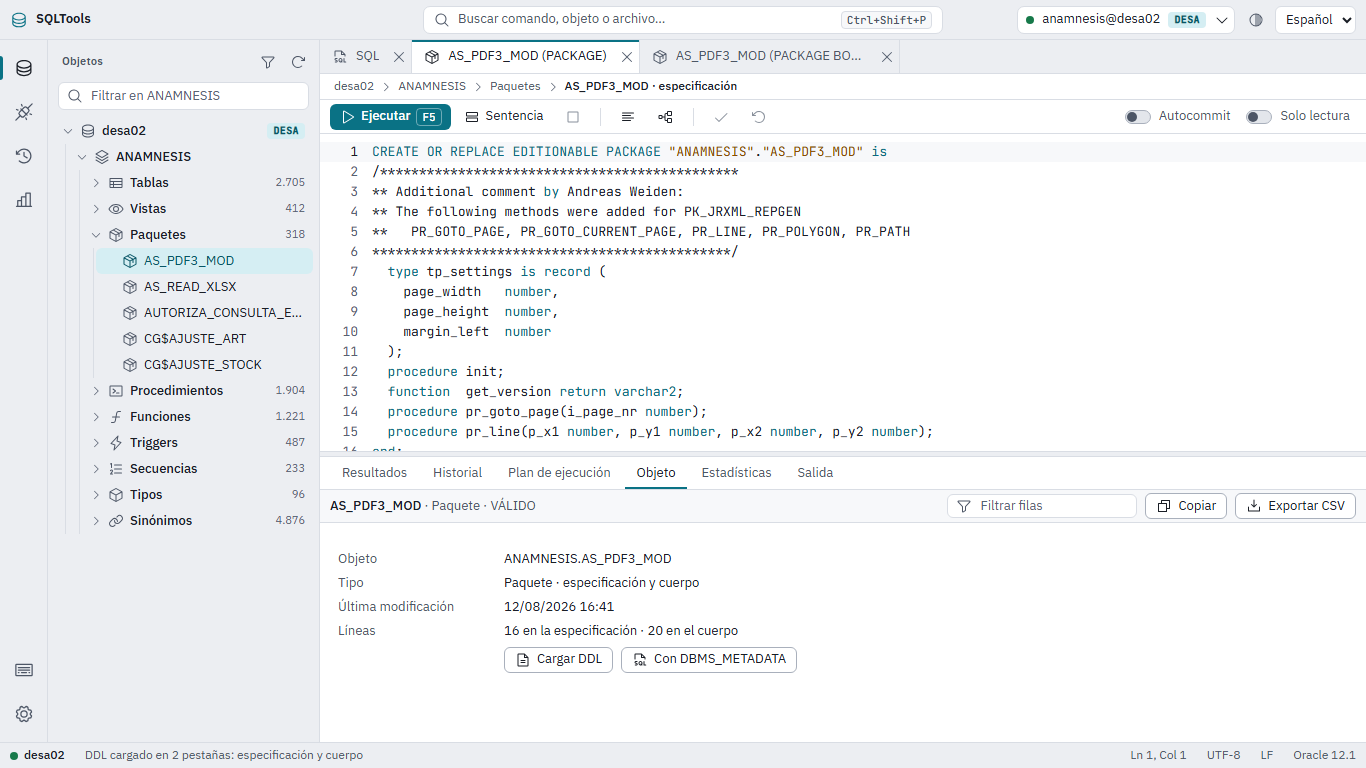 SQLTools
Buscar comando, objeto o archivo...
Ctrl+Shift+P
anamnesis@desa02 DESA
Español
Objetos
Filtrar en ANAMNESIS
desa02 DESA
ANAMNESIS
Tablas 2.705
Vistas 412
Paquetes 318
AS_PDF3_MOD
AS_READ_XLSX
AUTORIZA_CONSULTA_E...
CG$AJUSTE_ART
CG$AJUSTE_STOCK
Procedimientos 1.904
Funciones 1.221
Triggers 487
Secuencias 233
Tipos 96
Sinónimos 4.876
SQL
AS_PDF3_MOD (PACKAGE)
AS_PDF3_MOD (PACKAGE BO...
desa02 > ANAMNESIS > Paquetes > AS_PDF3_MOD · especificación
Ejecutar F5 Sentencia
Autocommit Solo lectura
1 CREATE OR REPLACE EDITIONABLE PACKAGE "ANAMNESIS"."AS_PDF3_MOD" is
2 /**********************************************
3 ** Additional comment by Andreas Weiden:
4 ** The following methods were added for PK_JRXML_REPGEN
5 **   PR_GOTO_PAGE, PR_GOTO_CURRENT_PAGE, PR_LINE, PR_POLYGON, PR_PATH
6 **********************************************/
7   type tp_settings is record (
8     page_width   number,
9     page_height  number,
10     margin_left  number
11   );
12   procedure init;
13   function  get_version return varchar2;
14   procedure pr_goto_page(i_page_nr number);
15   procedure pr_line(p_x1 number, p_y1 number, p_x2 number, p_y2 number);
16 end;
Resultados Historial Plan de ejecución Objeto Estadísticas Salida
AS_PDF3_MOD · Paquete · VÁLIDO
Filtrar filas
Copiar
Exportar CSV
Objeto ANAMNESIS.AS_PDF3_MOD
Tipo Paquete · especificación y cuerpo
Última modificación 12/08/2026 16:41
Líneas 16 en la especificación · 20 en el cuerpo
Cargar DDL
SQL Con DBMS_METADATA
desa02 DDL cargado en 2 pestañas: especificación y cuerpo
Ln 1, Col 1 UTF-8 LF Oracle 12.1